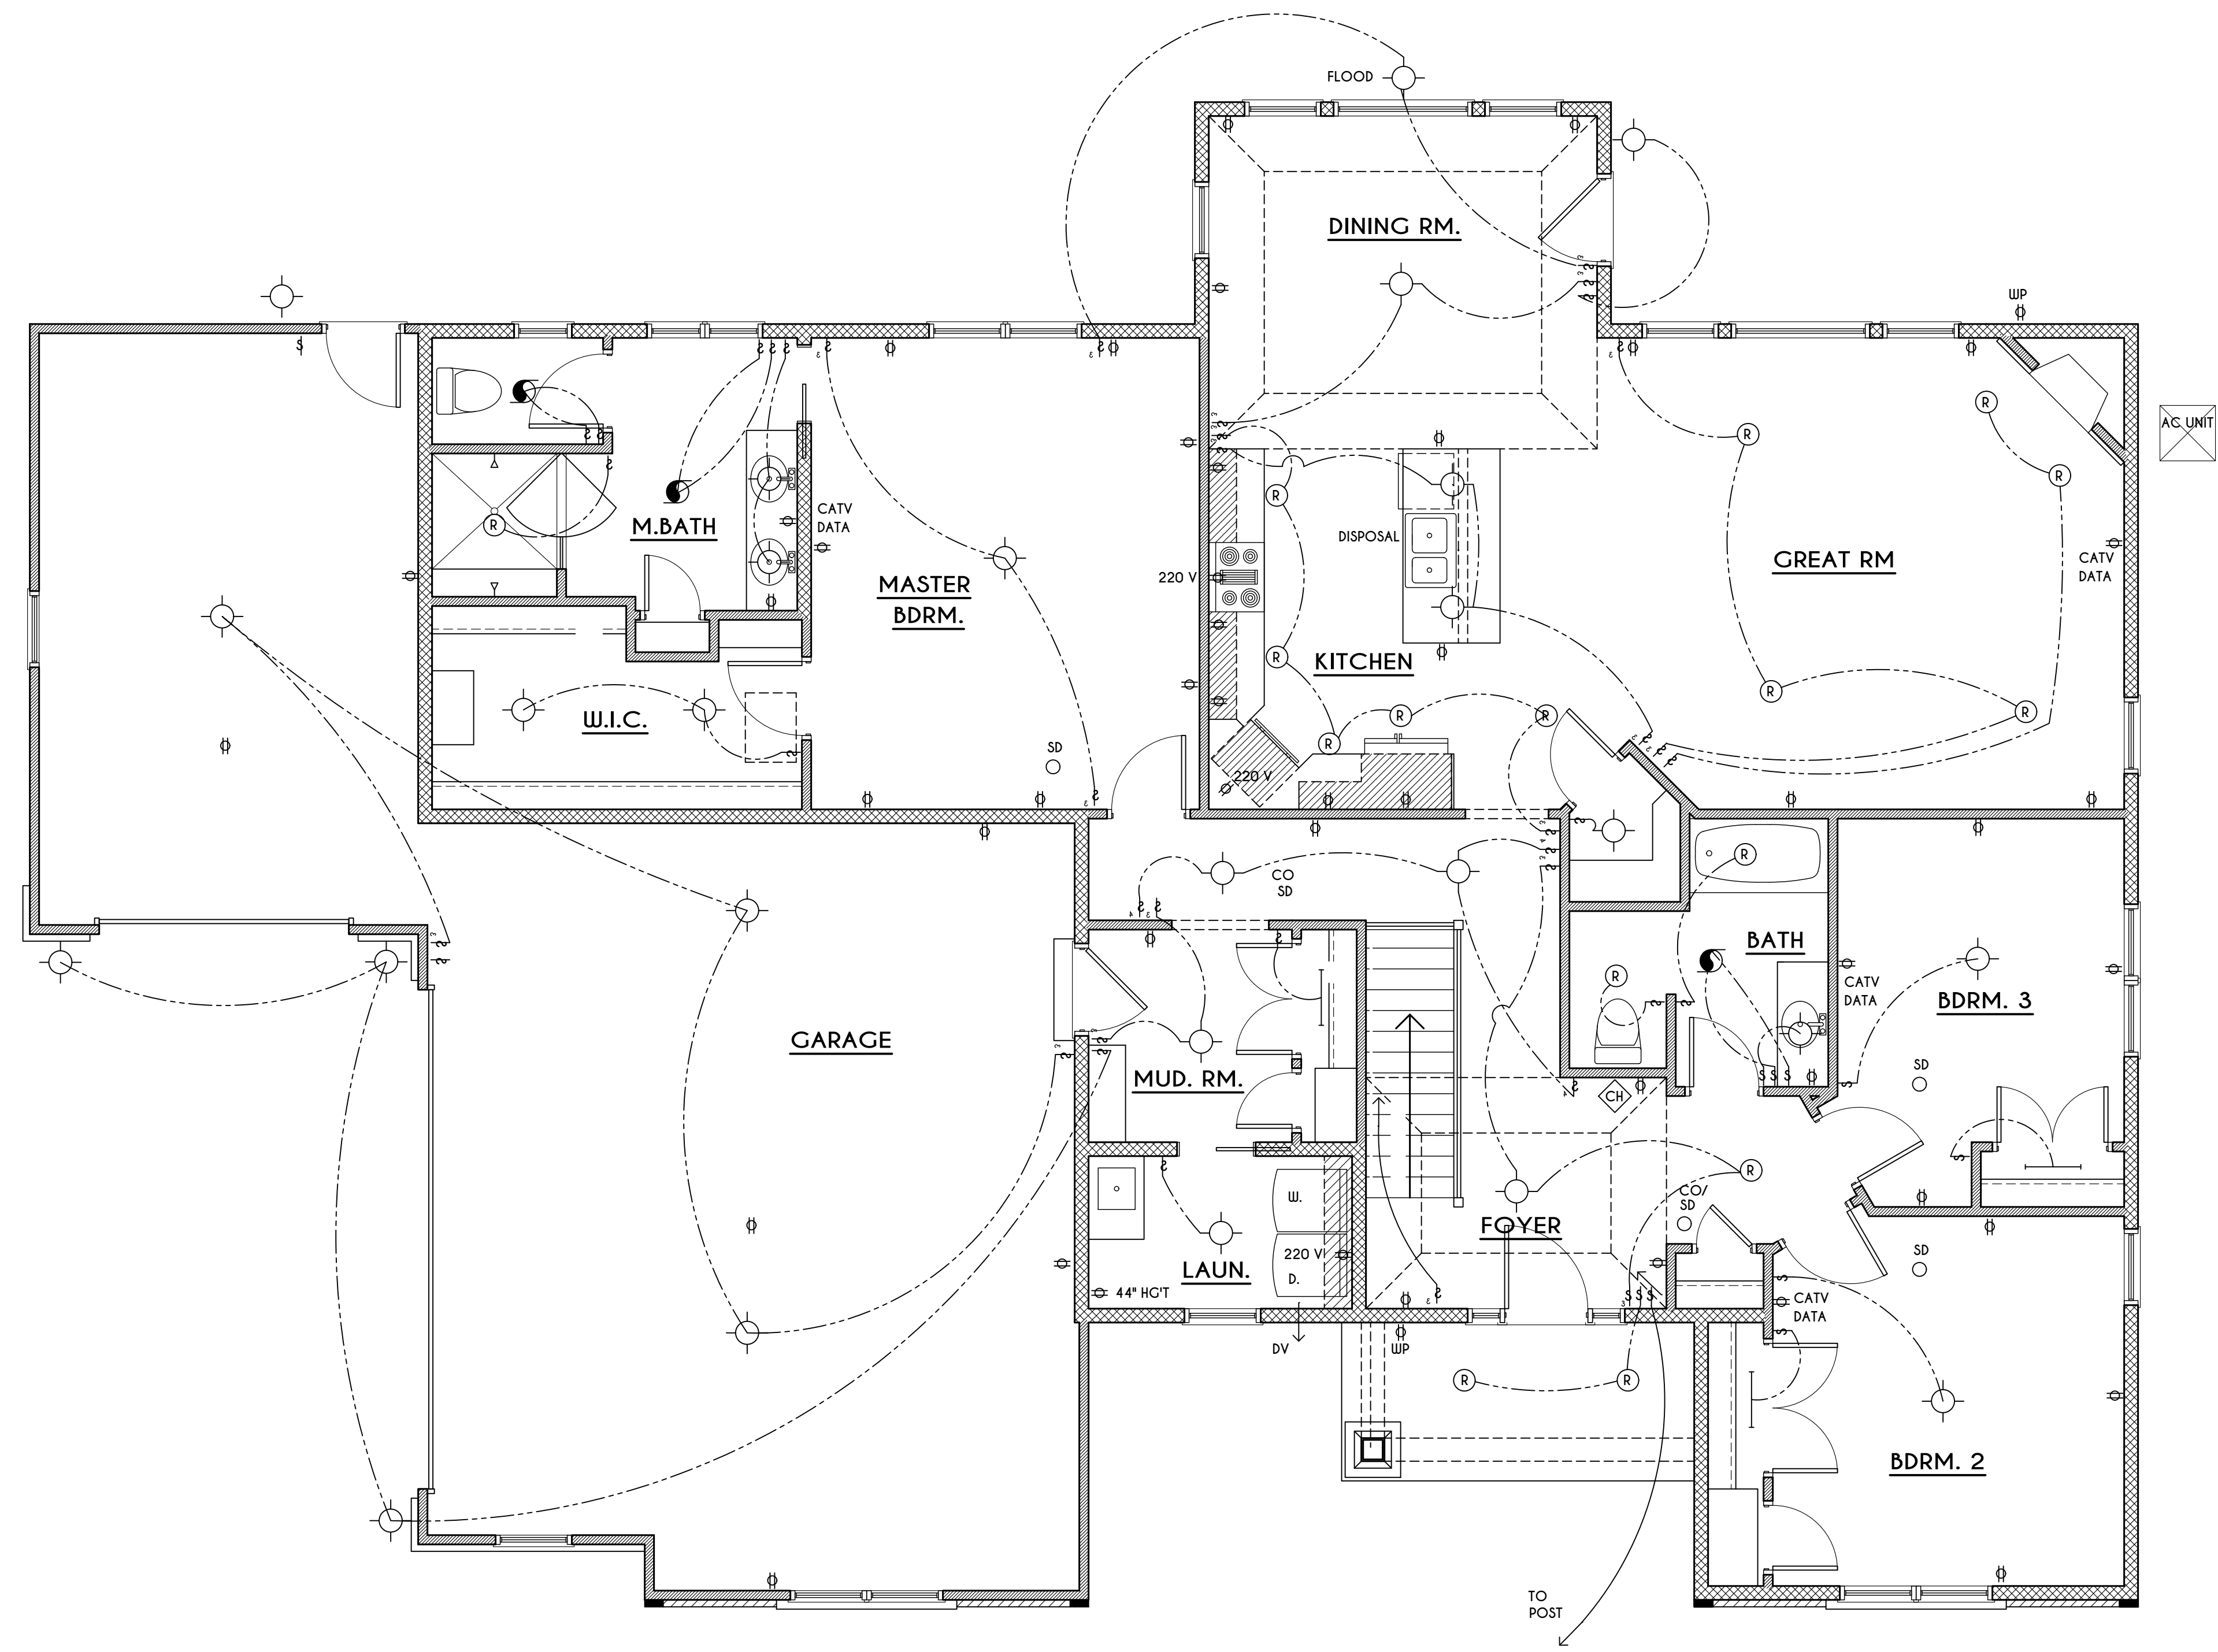 FLOOD
DINING RM.
WP
AC UNIT
R
R
R
R
R
CATV
DATA
M.BATH
DISPOSAL
GREAT RM
CATV
DATA
MASTER
BDRM.
220 V
KITCHEN
R
R
R
W.I.C.
R
R
R
SD
R
220 V
CO
SD
R
BATH
R
CATV
DATA
BDRM. 3
GARAGE
MUD. RM.
SD
CH
R
W.
CO/
SD
FOYER
220 V
LAUN.
D.
44" HG'T
SD
CATV
DATA
DV
WP
R
R
BDRM. 2
TO
POST